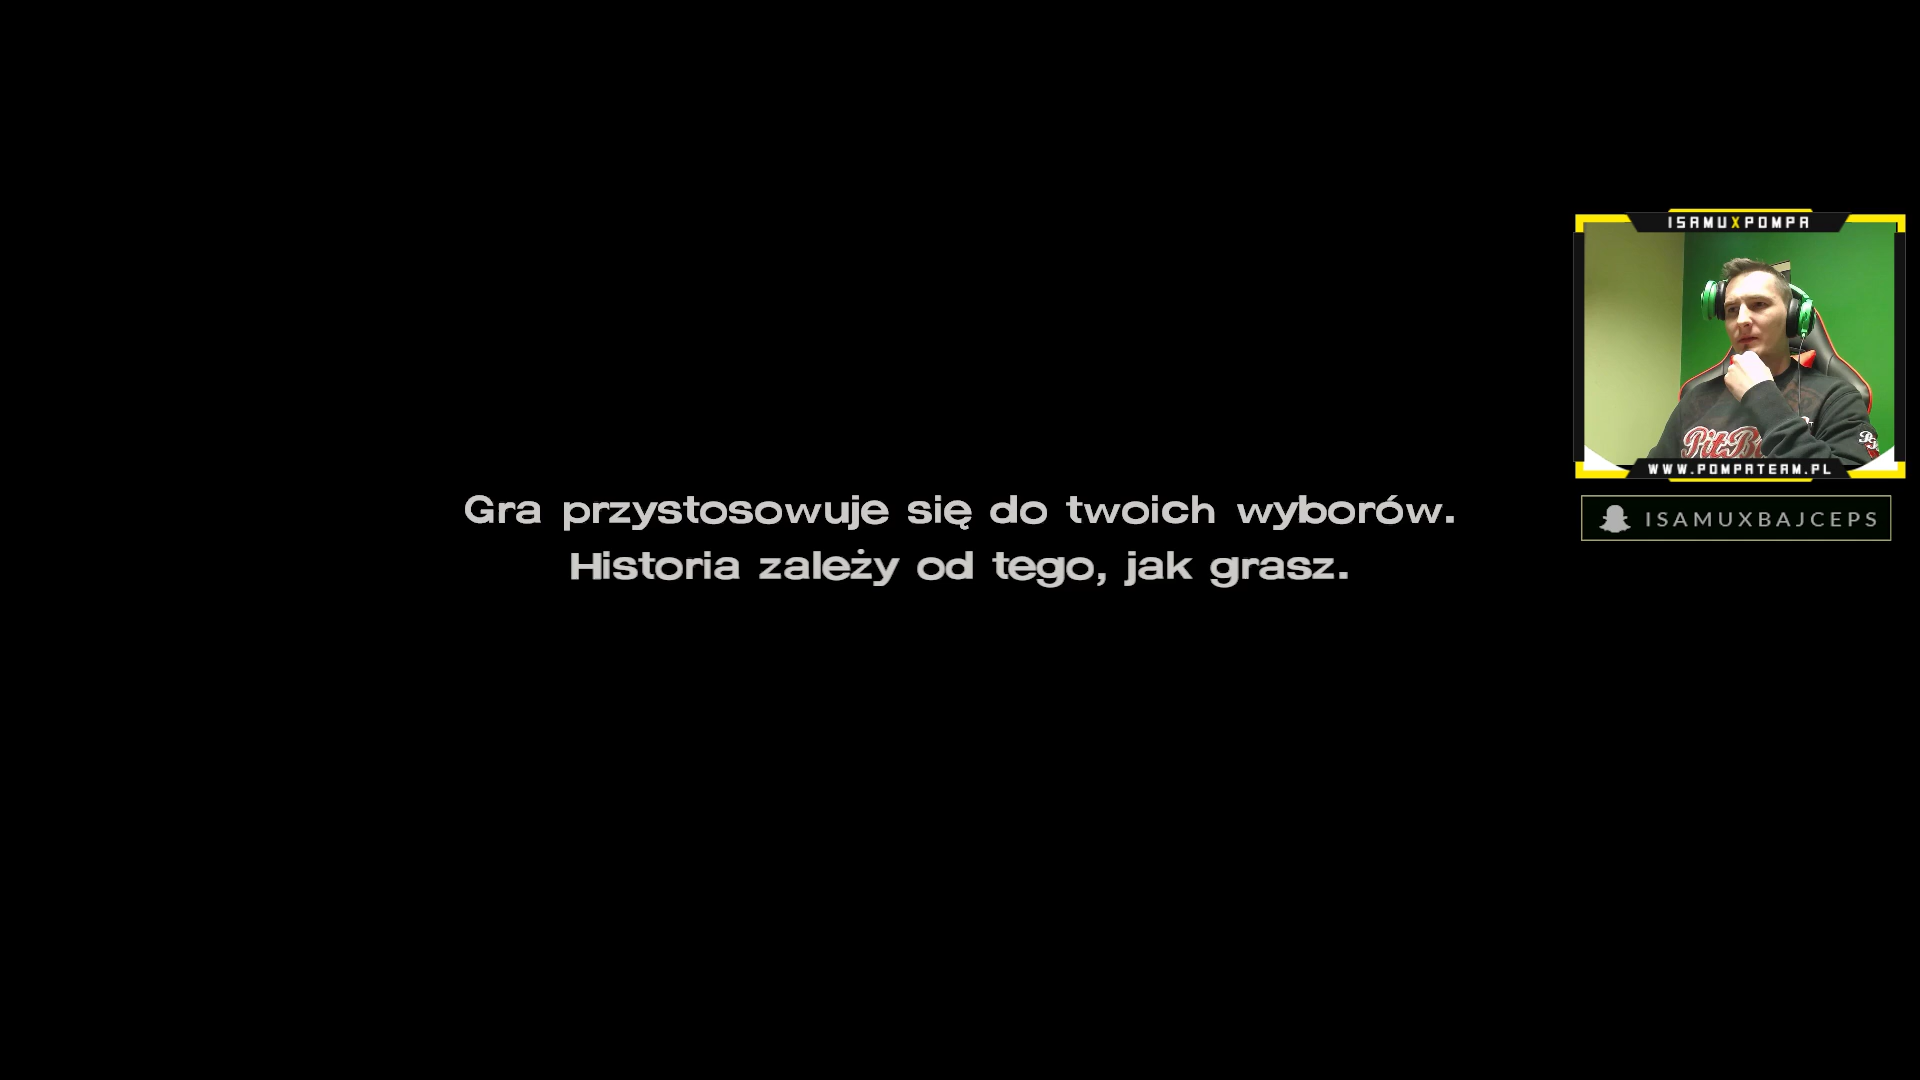 ISAMUXPOMPA
WWW.POMPATEAM.PL
Gra przystosowuje się do twoich wyborów.
Historia zależy od tego, jak grasz.
ISAMUXBAJCEPS